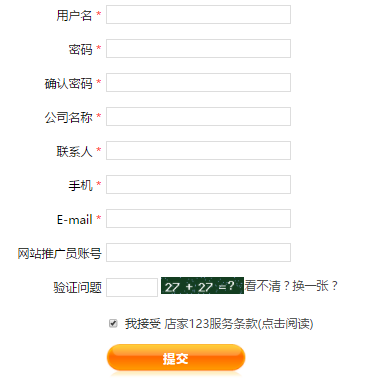 用户名 *
密码 *
确认密码 *
公司名称 *
联系人 *
手机 *
E-mail *
网站推广员账号
验证问题 27 + 27 =? 看不清？换一张？
我接受 店家123服务条款(点击阅读)
提交